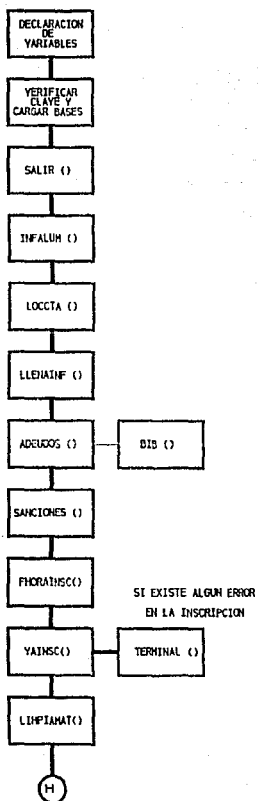 DECLARACION
DE
VARIABLES
VERIFICAR
CLAVE Y
CARGAR BASES
SALIR ()
INFALUM ()
LOCCTA ()
LLENAINF ()
ADEUDOS ()
BIB ()
SANCIONES ()
FHORAINSC()
SI EXISTE ALGUN ERROR
EN LA INSCRIPCION
YAINSC()
TERMINAL ()
LIMPIAMAT()
H